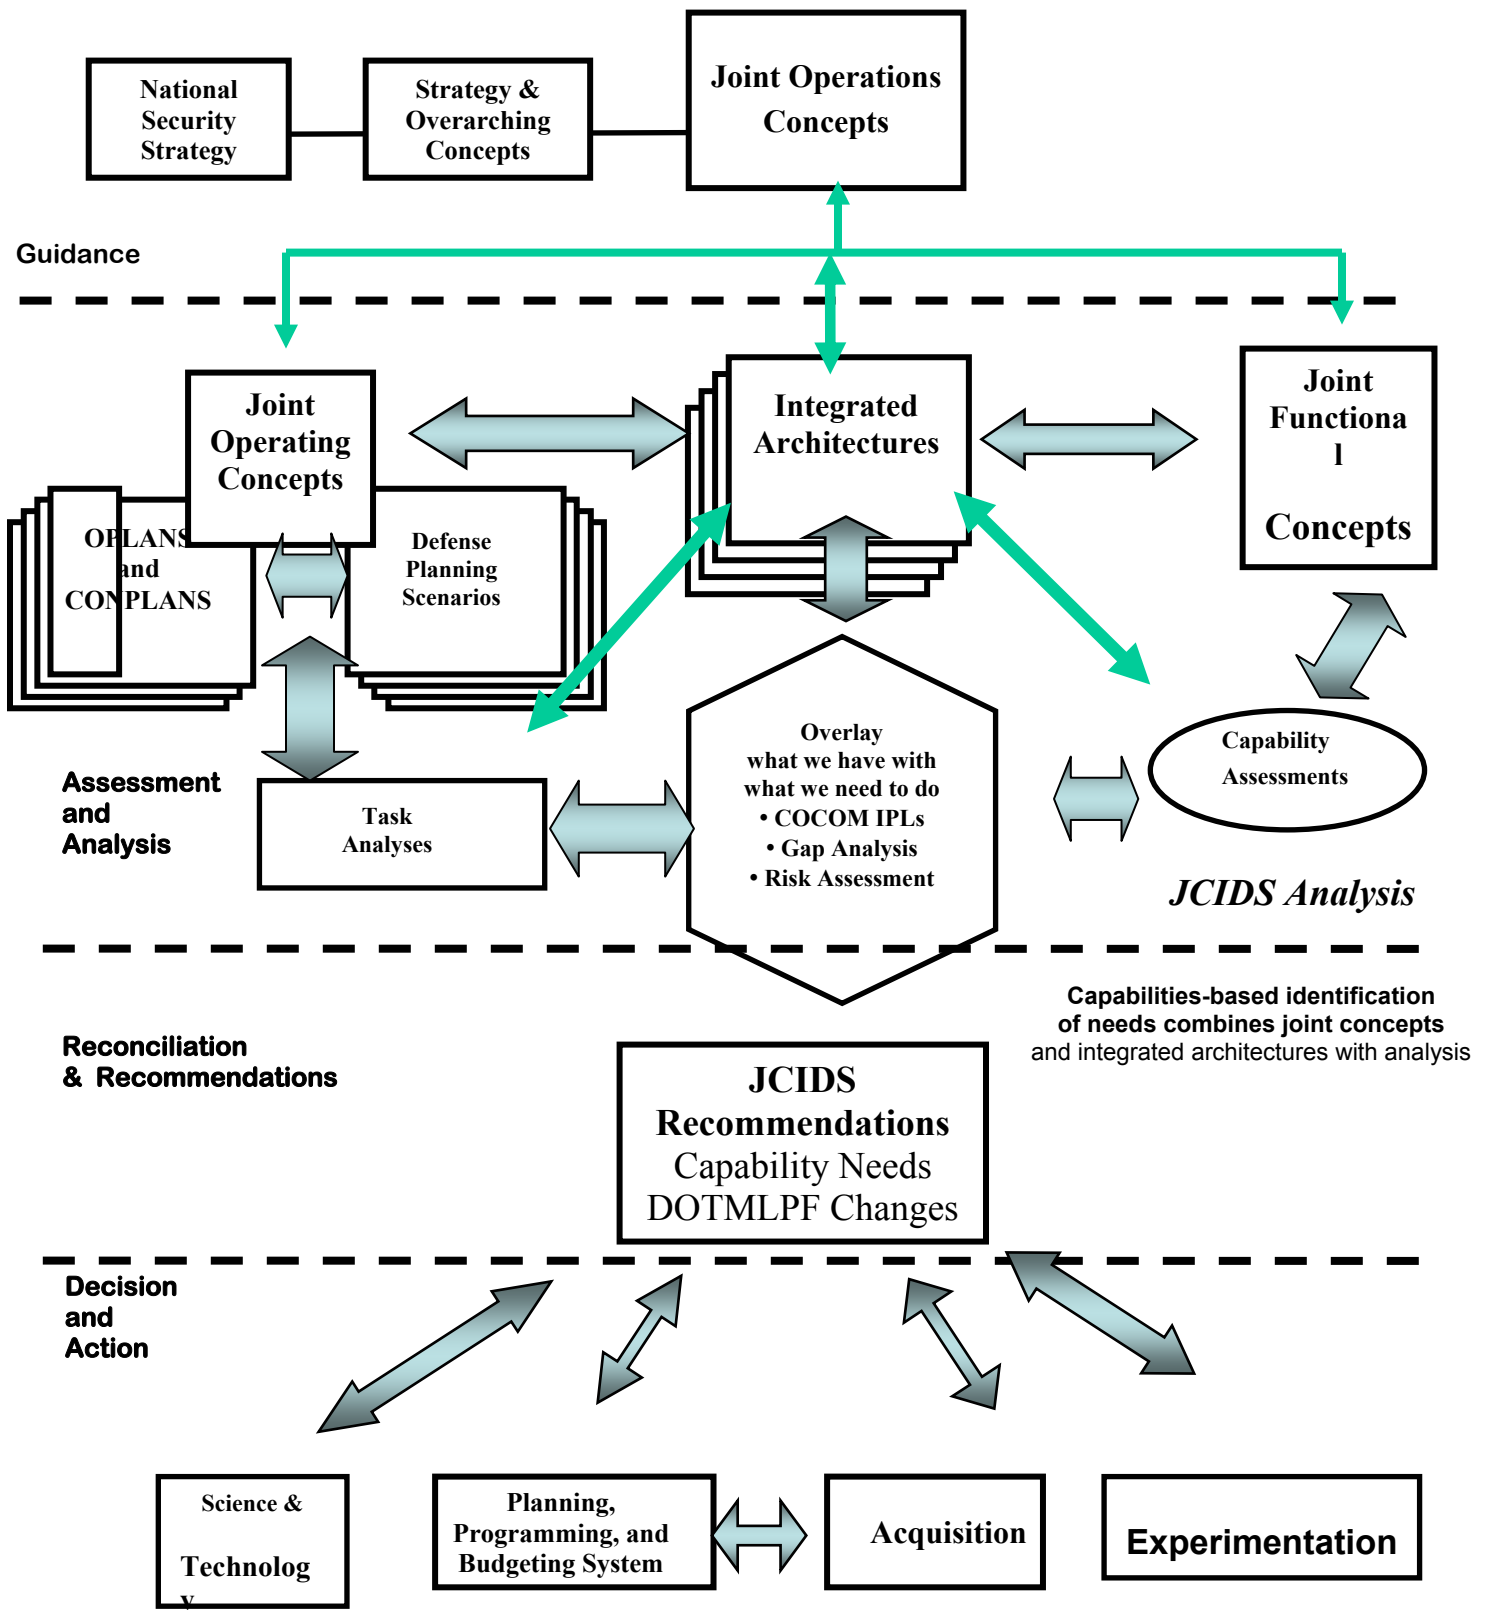 National
Security
Strategy
Strategy &
Overarching
Concepts
Joint Operations
Concepts
Guidance
Joint
Operating
Concepts
Integrated
Architectures
Joint
Functiona
l
Concepts
OPLANS
and
CONPLANS
Defense
Planning
Scenarios
Assessment
and
Analysis
Task
Analyses
Overlay
what we have with
what we need to do
• COCOM IPLs
• Gap Analysis
• Risk Assessment
Capability
Assessments
JCIDS Analysis
Capabilities-based identification
of needs combines joint concepts
and integrated architectures with analysis
Reconciliation
& Recommendations
JCIDS
Recommendations
Capability Needs
DOTMLPF Changes
Decision
and
Action
Science &
Technolog
y
Planning,
Programming, and
Budgeting System
Acquisition
Experimentation